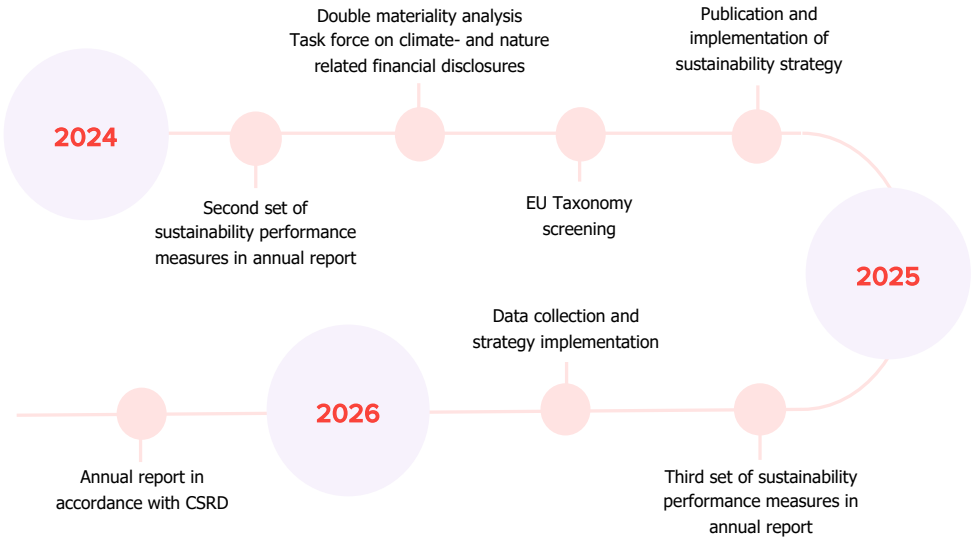 2024
Second set of
sustainability performance
measures in annual report
Double materiality analysis
Task force on climate- and nature
related financial disclosures
EU Taxonomy
screening
Publication and
implementation of
sustainability strategy
2025
Third set of sustainability
performance measures in
annual report
Data collection and
strategy implementation
2026
Annual report in
accordance with CSRD